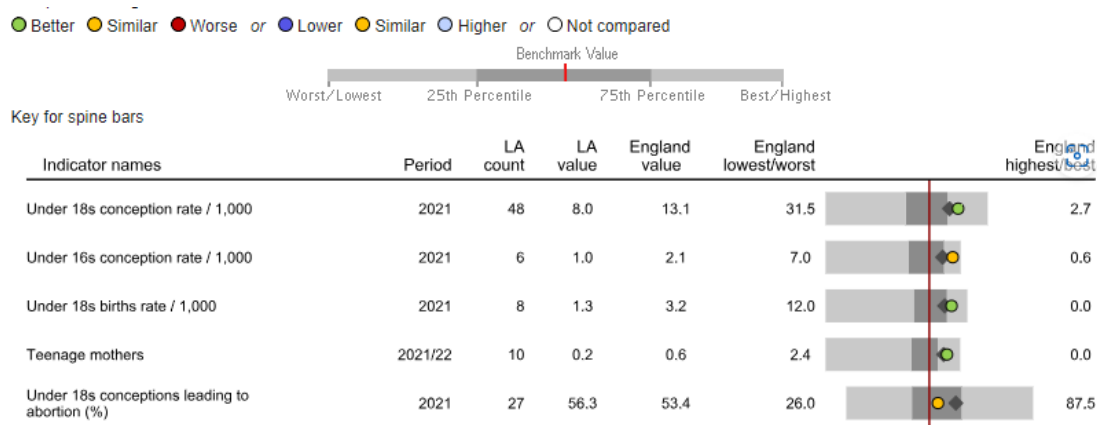 Better Similar Worse or Lower Similar Higher or Not compared
Benchmark Value
Worst/Lowest 25th Percentile 75th Percentile Best/Highest
Key for spine bars
LA LA England England England
Indicator names Period count value value lowest/worst highest/best
Under 18s conception rate / 1,000 2021 48 8.0 13.1 31.5 2.7
Under 16s conception rate / 1,000 2021 6 1.0 2.1 7.0 0.6
Under 18s births rate / 1,000 2021 8 1.3 3.2 12.0 0.0
Teenage mothers 2021/22 10 0.2 0.6 2.4 0.0
Under 18s conceptions leading to
abortion (%) 2021 27 56.3 53.4 26.0 87.5